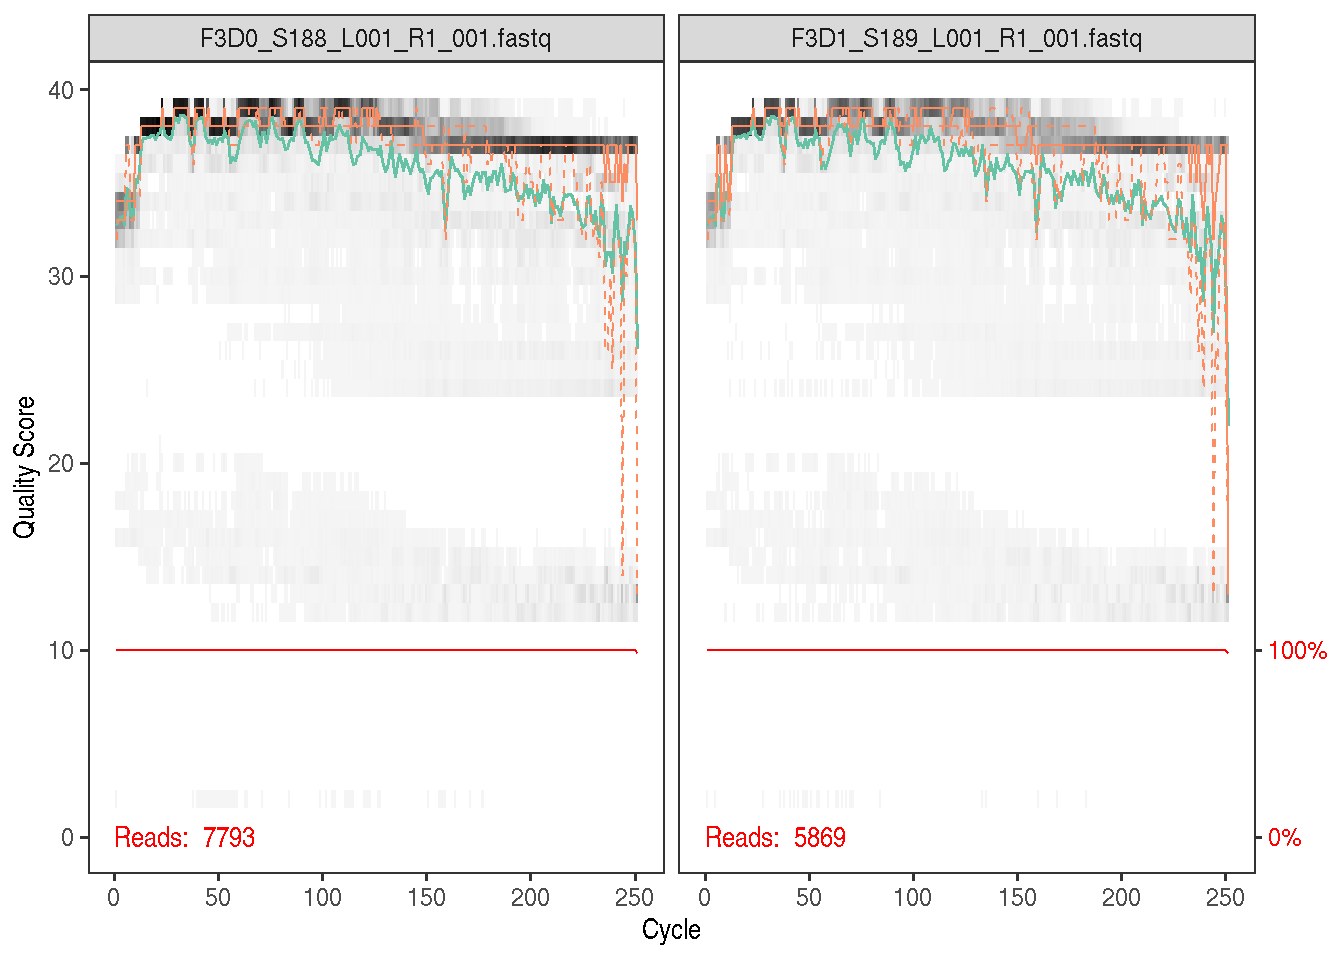 F3D0_S188_L001_R1_001.fastq
F3D1_S189_L001_R1_001.fastq
Quality Score
40
30
20
10
0
100%
0%
Reads: 7793
Reads: 5869
0 50 100 150 200 250
0 50 100 150 200 250
Cycle